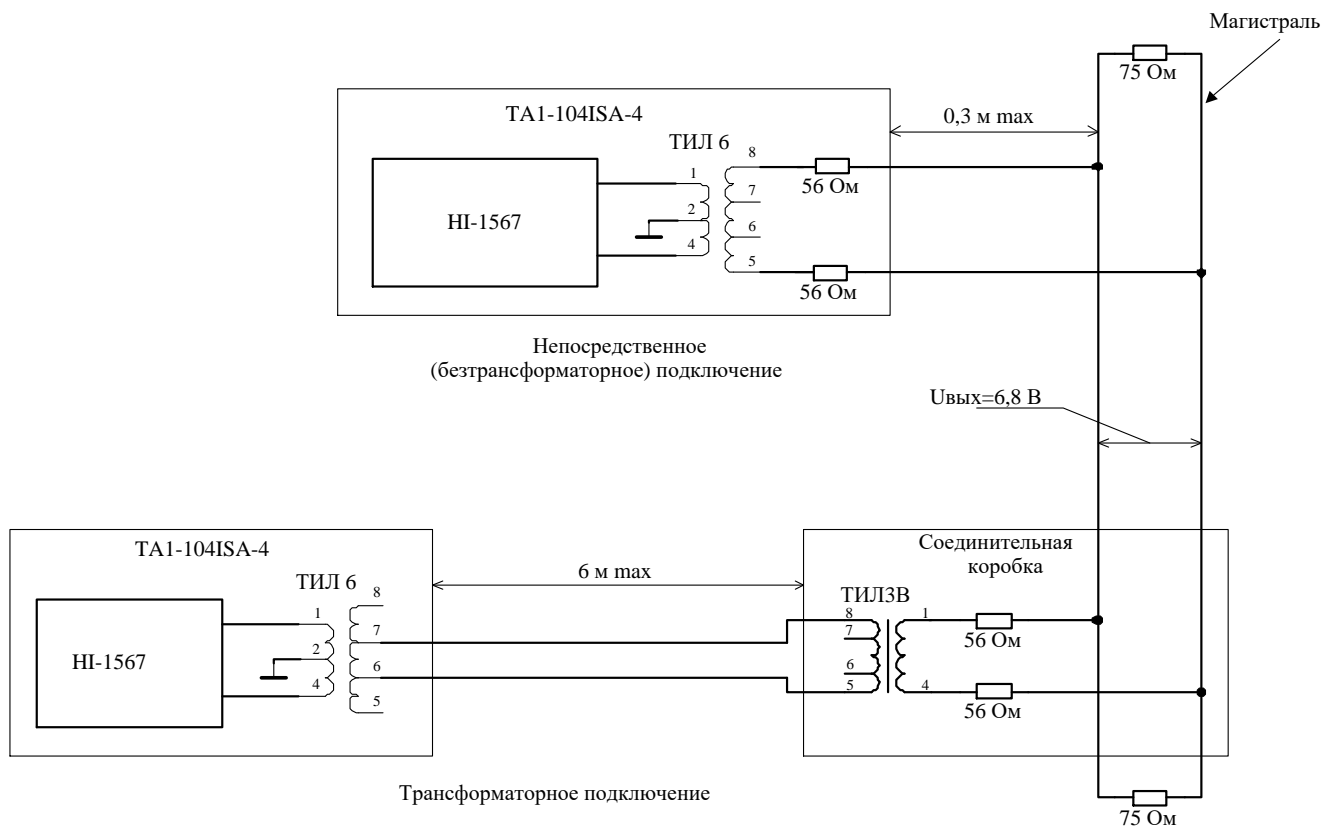 Магистраль
75 Ом
TA1-104ISA-4
0,3 м max
ТИЛ 6
1
2
4
8
7
6
5
56 Ом
HI-1567
56 Ом
Непосредственное
(безтрансформаторное) подключение
Uвых=6,8 В
TA1-104ISA-4
6 м max
Соединительная
коробка
ТИЛ 6
1
2
4
8
7
6
5
HI-1567
ТИЛ3В
8
7
6
5
1
4
56 Ом
56 Ом
Трансформаторное подключение
75 Ом